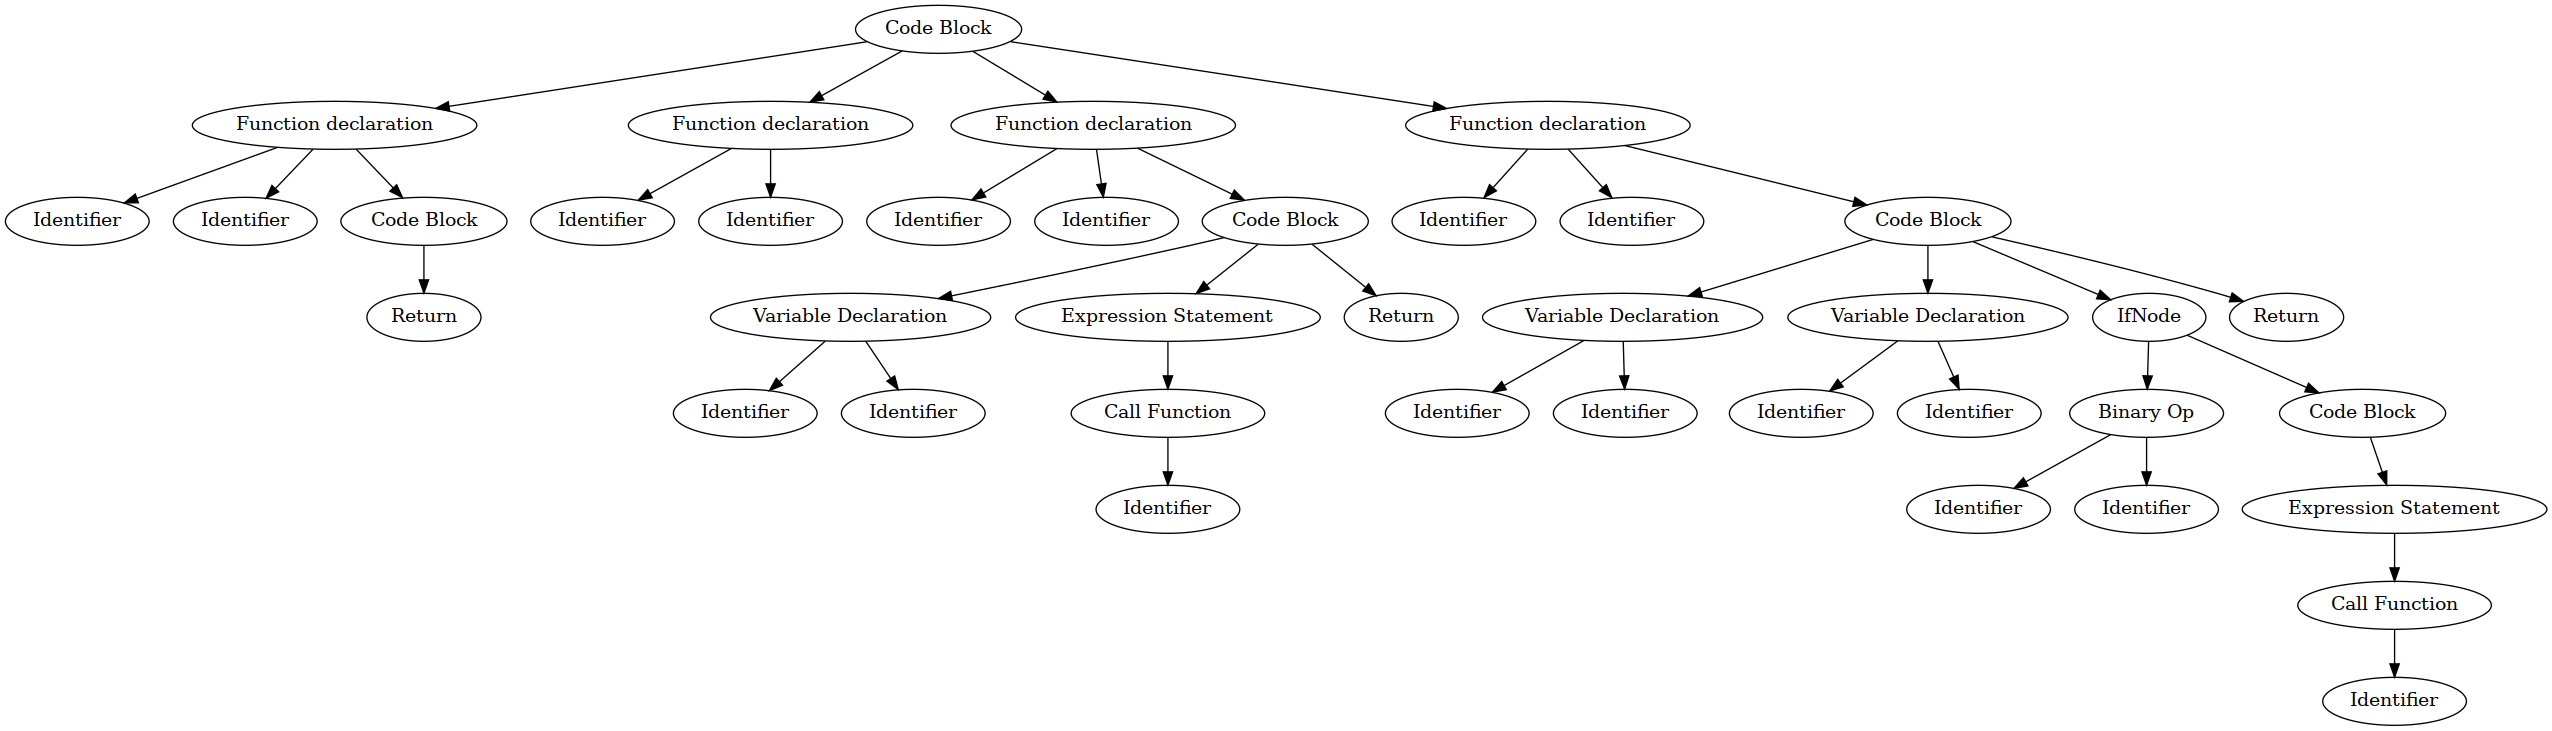 Code Block
Function declaration
Function declaration
Function declaration
Function declaration
Identifier
Identifier
Code Block
Identifier
Identifier
Identifier
Identifier
Code Block
Identifier
Identifier
Code Block
Return
Variable Declaration
Expression Statement
Return
Variable Declaration
Variable Declaration
IfNode
Return
Identifier
Identifier
Call Function
Identifier
Identifier
Identifier
Identifier
Binary Op
Code Block
Identifier
Identifier
Identifier
Expression Statement
Call Function
Identifier